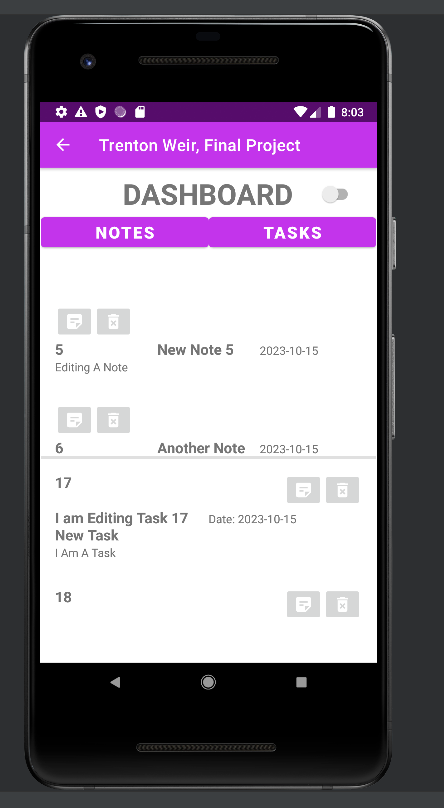 8:03
Trenton Weir, Final Project
DASHBOARD
NOTES TASKS
5 New Note 5 2023-10-15
Editing A Note
6 Another Note 2023-10-15
17
I am Editing Task 17 Date: 2023-10-15
New Task
I Am A Task
18